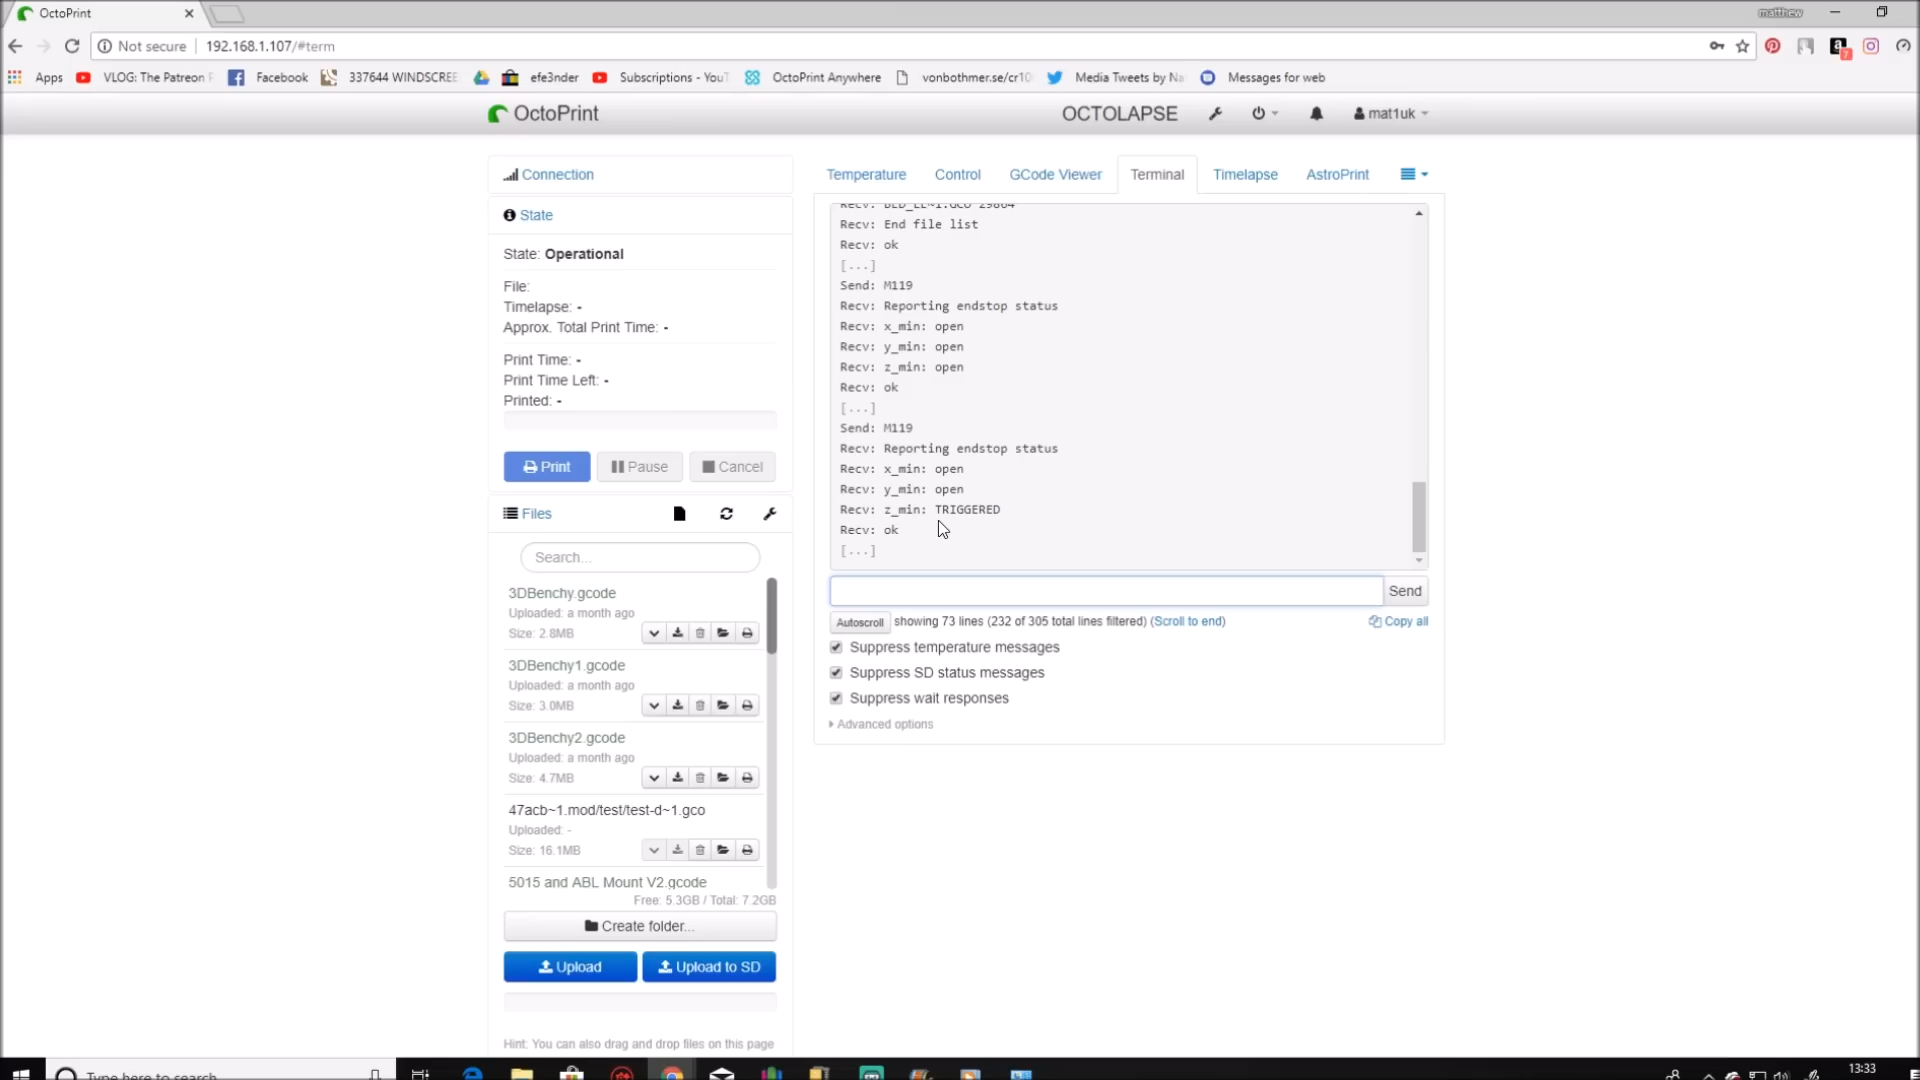 OctoPrint
matthew
Not secure 192.168.1.107/#term
Apps VLOG: The Patreon Facebook 337644 WINDSCREE efe3nder Subscriptions - YouT OctoPrint Anywhere vonbothmer.se/cr10 Media Tweets by Na Messages for web
OctoPrint
OCTOLAPSE
mat1uk
Connection
State
State: Operational
File:
Timelapse: -
Approx. Total Print Time: -
Print Time: -
Print Time Left: -
Printed: -
Print Pause Cancel
Files
Search...
3DBenchy.gcode
Uploaded: a month ago
Size: 2.8MB
3DBenchy1.gcode
Uploaded: a month ago
Size: 3.0MB
3DBenchy2.gcode
Uploaded: a month ago
Size: 4.7MB
47acb~1.mod/test/test-d~1.gco
Uploaded: -
Size: 16.1MB
5015 and ABL Mount V2.gcode
Free: 5.3GB / Total: 7.2GB
Create folder...
Upload Upload to SD
Hint: You can also drag and drop files on this page
Temperature Control GCode Viewer Terminal Timelapse AstroPrint
Recv: BED_LE~1.GCO 29864
Recv: End file list
Recv: ok
[...]
Send: M119
Recv: Reporting endstop status
Recv: x_min: open
Recv: y_min: open
Recv: z_min: open
Recv: ok
[...]
Send: M119
Recv: Reporting endstop status
Recv: x_min: open
Recv: y_min: open
Recv: z_min: TRIGGERED
Recv: ok
[...]
Send
Autoscroll showing 73 lines (232 of 305 total lines filtered) (Scroll to end) Copy all
Suppress temperature messages
Suppress SD status messages
Suppress wait responses
Advanced options
Type here to search
13:33